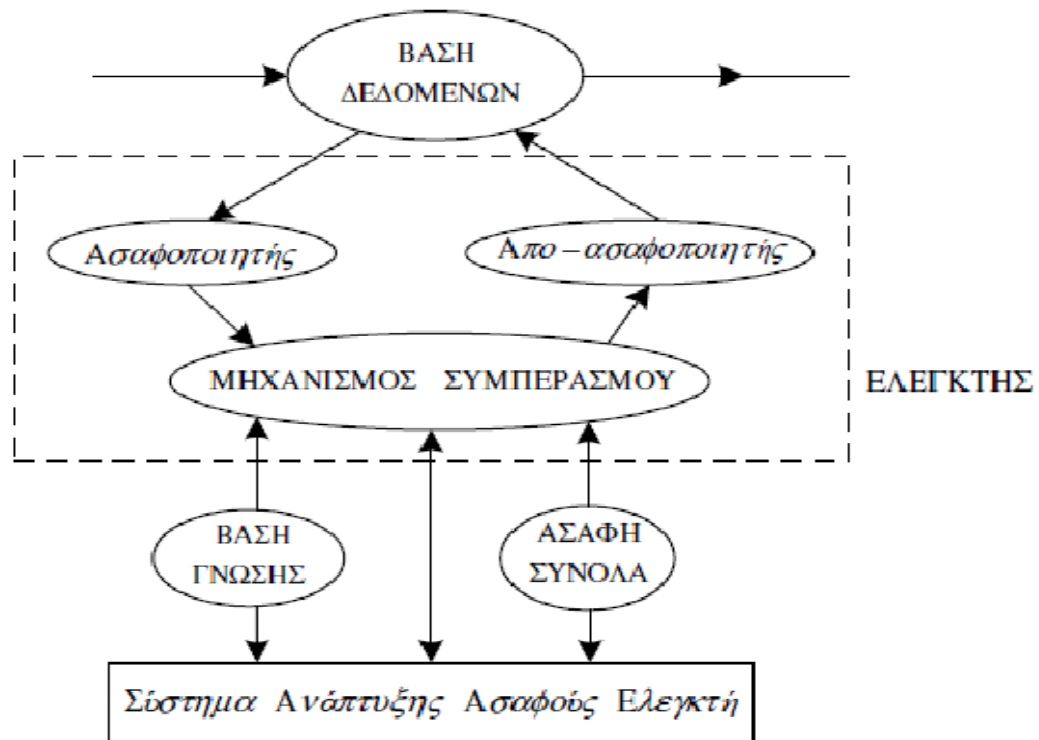 ΒΑΣΗ
ΔΕΔΟΜΕΝΩΝ
Ασαφοποιητής
Απο–ασαφοποιητής
ΜΗΧΑΝΙΣΜΟΣ ΣΥΜΠΕΡΑΣΜΟΥ
ΕΛΕΓΚΤΗΣ
ΒΑΣΗ
ΓΝΩΣΗΣ
ΑΣΑΦΗ
ΣΥΝΟΛΑ
Σύστημα Ανάπτυξης Ασαφούς Ελεγκτή